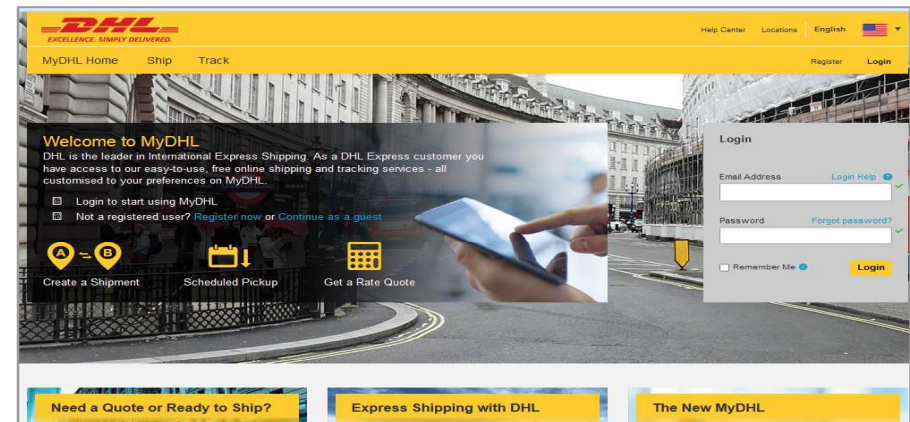 DHL
EXCELLENCE. SIMPLY DELIVERED.
Help Center Locations English
MyDHL Home Ship Track
Register Login
Welcome to MyDHL
DHL is the leader in International Express Shipping. As a DHL Express customer you
have access to our easy-to-use, free online shipping and tracking services - all
customised to your preferences on MyDHL.
Login to start using MyDHL
Not a registered user? Register now or Continue as a guest
A B
Create a Shipment Scheduled Pickup Get a Rate Quote
Login
Email Address Login Help ?
Password Forgot password?
Remember Me Login
Need a Quote or Ready to Ship?
Express Shipping with DHL
The New MyDHL